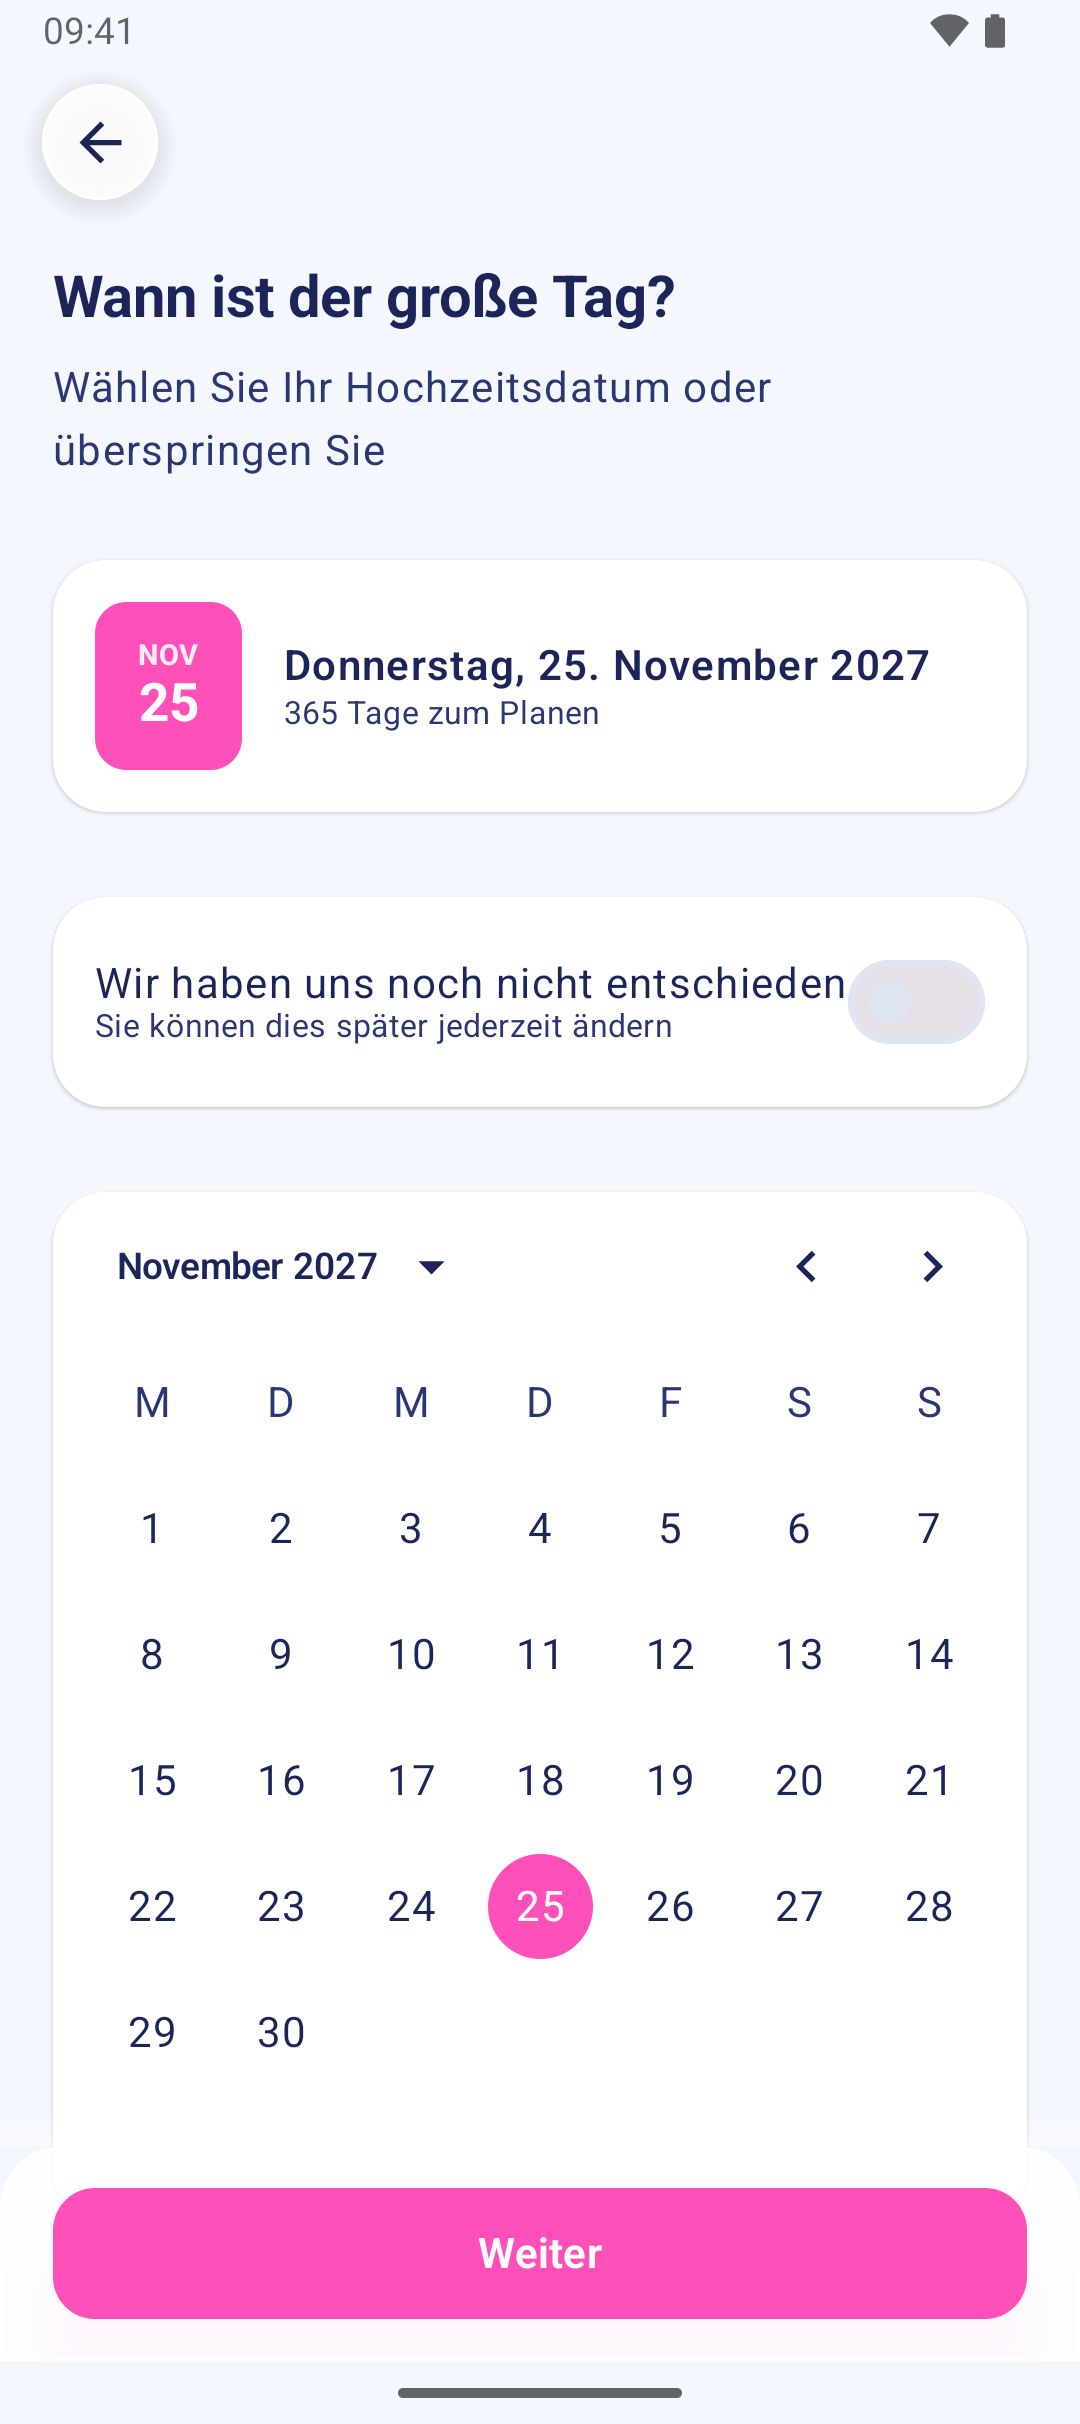 09:41
Wann ist der große Tag?
Wählen Sie Ihr Hochzeitsdatum oder
überspringen Sie
NOV
25
Donnerstag, 25. November 2027
365 Tage zum Planen
Wir haben uns noch nicht entschieden
Sie können dies später jederzeit ändern
November 2027
M D M D F S S
1 2 3 4 5 6 7
8 9 10 11 12 13 14
15 16 17 18 19 20 21
22 23 24 25 26 27 28
29 30
Weiter